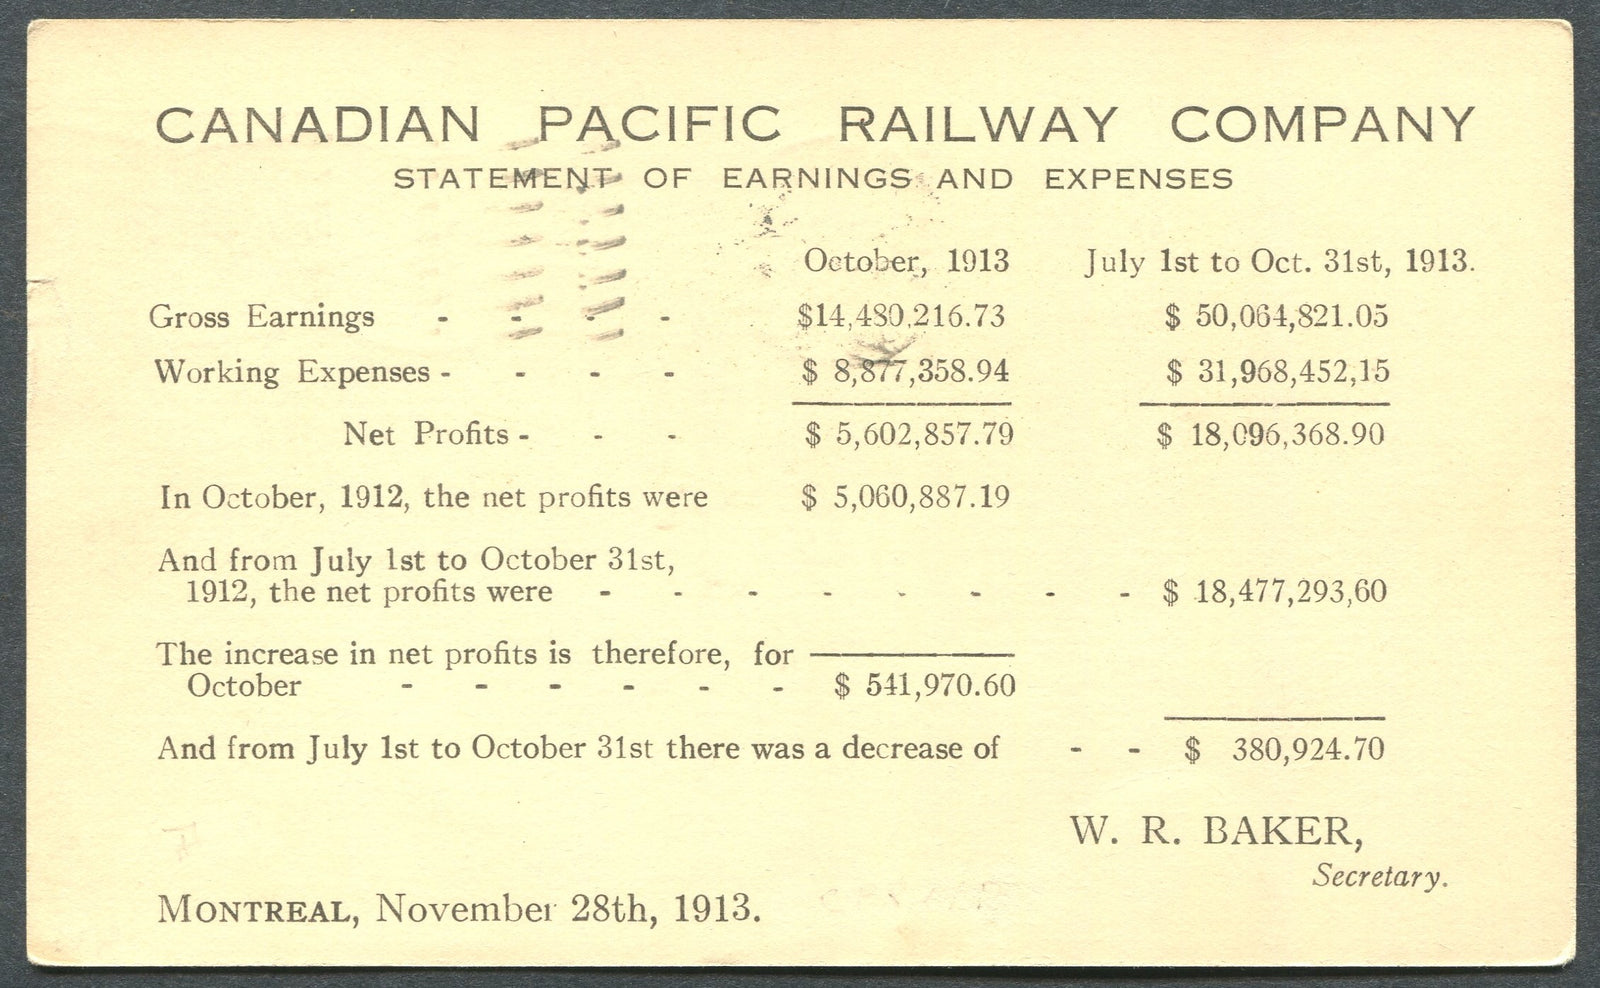 CANADIAN PACIFIC RAILWAY COMPANY
STATEMENT OF EARNINGS AND EXPENSES
October, 1913 July 1st to Oct. 31st, 1913.
Gross Earnings - - - - $14,480,216.73 $ 50,064,821.05
Working Expenses - - - - $ 8,877,358.94 $ 31,968,452,15
Net Profits - - - $ 5,602,857.79 $ 18,096,368.90
In October, 1912, the net profits were $ 5,060,887.19
And from July 1st to October 31st,
1912, the net profits were - - - - - - - - $ 18,477,293,60
The increase in net profits is therefore, for
October - - - - - - $ 541,970.60
And from July 1st to October 31st there was a decrease of - - $ 380,924.70
W. R. BAKER,
Secretary.
MONTREAL, November 28th, 1913.